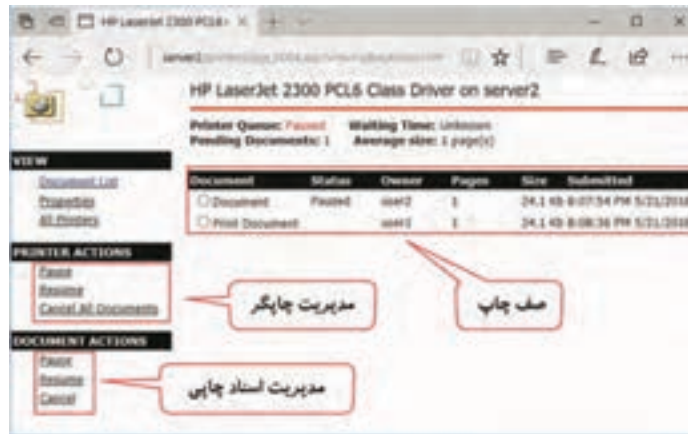 HP LaserJet 2300 PCL6
server2
HP LaserJet 2300 PCL6 Class Driver on server2
Printer Queue: Paused Waiting Time: Unknown
Pending Documents: 1 Average size: 1 page(s)
VIEW
Document List
Properties
All Printers
Document Status Owner Pages Size Submitted
Document Paused user2 1 24.1 Kb 8:07:54 PM 5/21/2018
Print Document 1 24.1 Kb 8:08:36 PM 5/21/2018
PRINTER ACTIONS
Pause
Resume
Cancel All Documents
مدیریت چاپگر
صف چاپ
DOCUMENT ACTIONS
Pause
Resume
Cancel
مدیریت اسناد چاپی